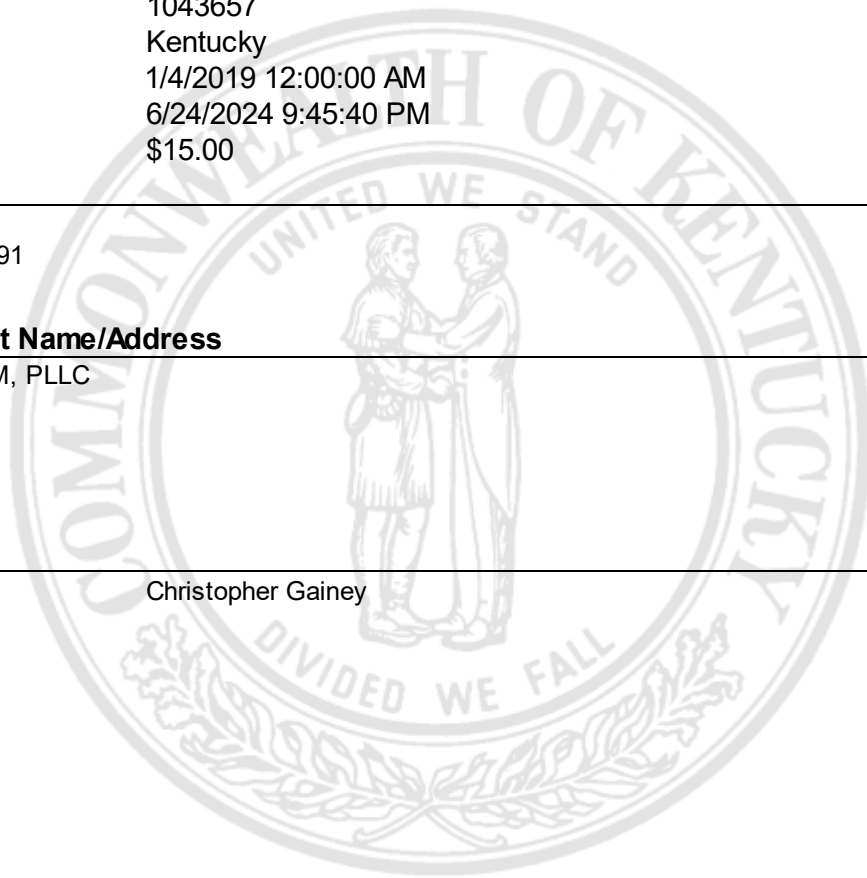 1043657
Kentucky
1/4/2019 12:00:00 AM
6/24/2024 9:45:40 PM
$15.00
91
t Name/Address
M, PLLC
Christopher Gainey
COMMONWEALTH OF KENTUCKY
UNITED WE STAND
DIVIDED WE FALL